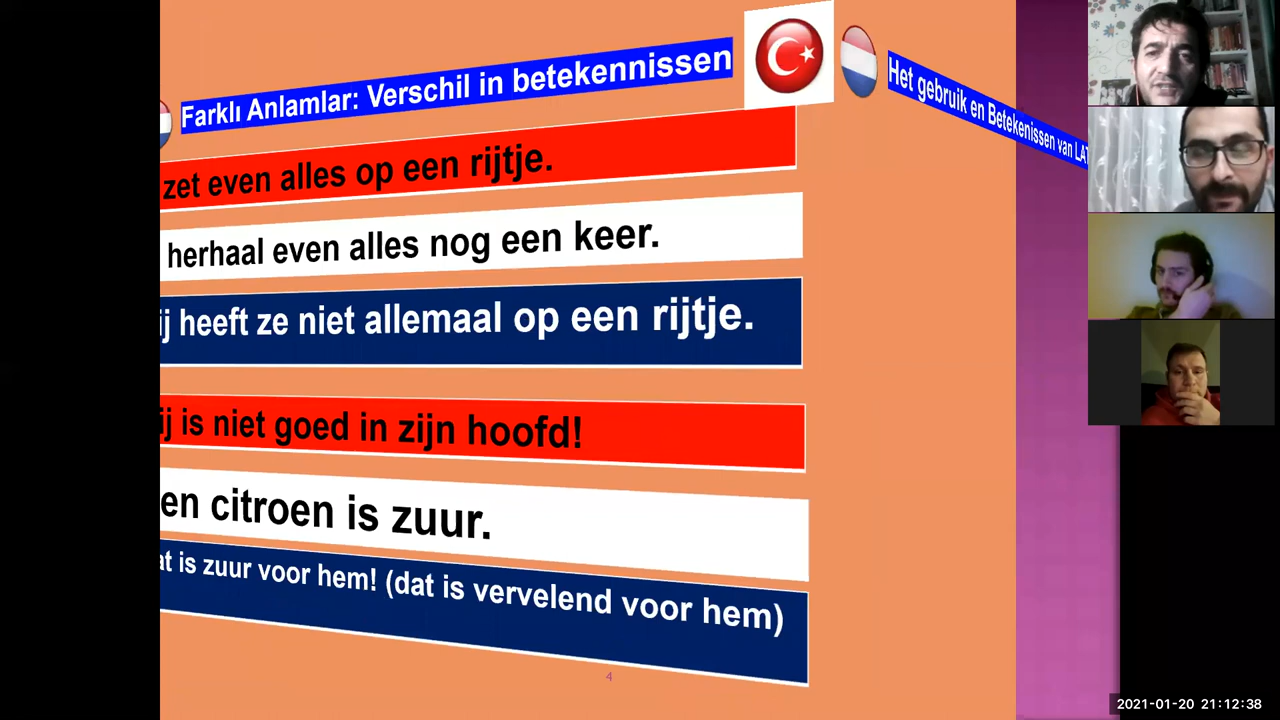 Farklı Anlamlar: Verschil in betekennissen
zet even alles op een rijtje.
herhaal even alles nog een keer.
ij heeft ze niet allemaal op een rijtje.
ij is niet goed in zijn hoofd!
en citroen is zuur.
at is zuur voor hem! (dat is vervelend voor hem)
4
Het gebruik en Betekenissen van LAT
2021-01-20 21:12:38